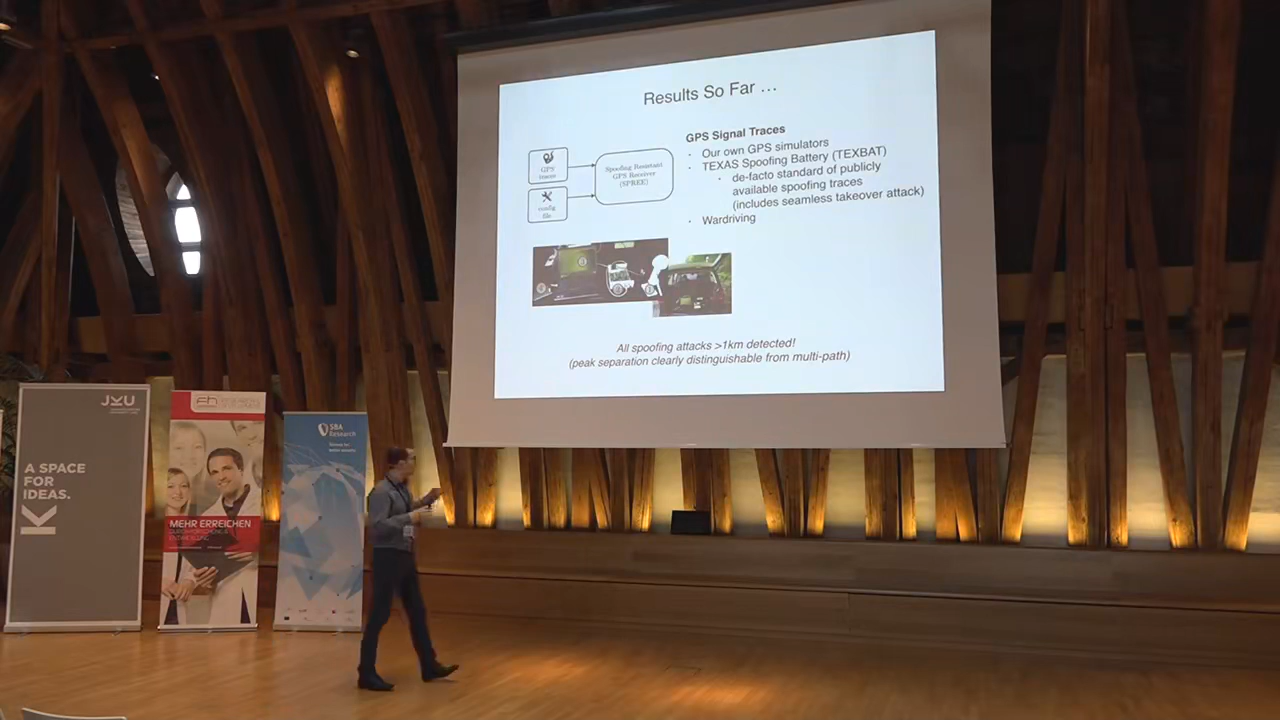 Results So Far ...
GPS
traces
config
file
Spoofing Resistant
GPS Receiver
(SPREE)
GPS Signal Traces
· Our own GPS simulators
· TEXAS Spoofing Battery (TEXBAT)
· de-facto standard of publicly
available spoofing traces
(includes seamless takeover attack)
· Wardriving
All spoofing attacks >1km detected!
(peak separation clearly distinguishable from multi-path)
JKU
A SPACE
FOR
IDEAS.
fh
MEHR ERREICHEN
SBA
Research